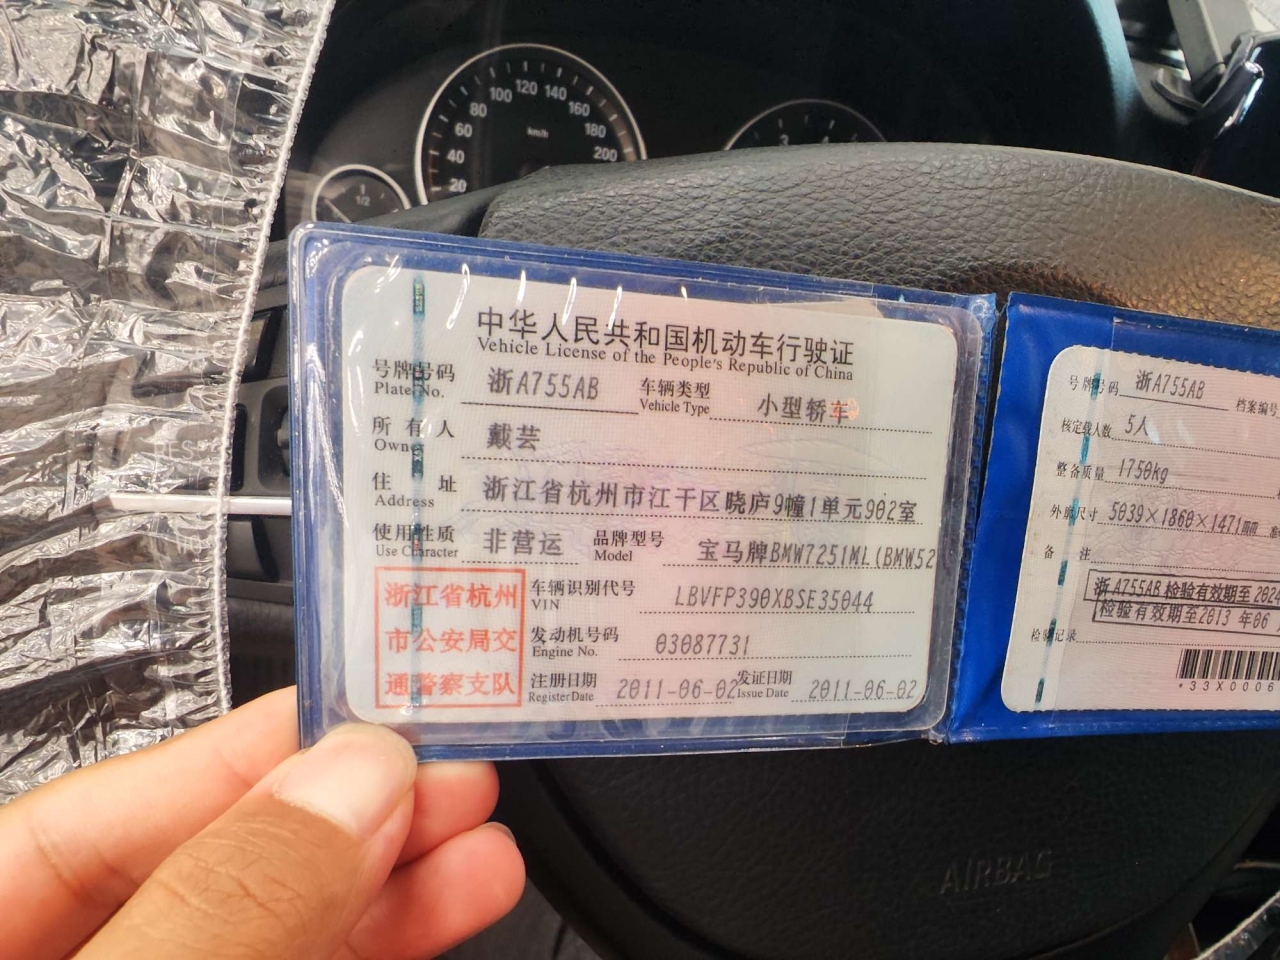 1/2
20
40
60
80
100
120
140
160
180
200
km/h
3
4
中华人民共和国机动车行驶证
Vehicle License of the People's Republic of China
号牌号码 浙A755AB 车辆类型 小型轿车
Plate No. Vehicle Type
所有人 戴芸
Owner
住址 浙江省杭州市江干区晓庐9幢1单元902室
Address
使用性质 非营运 品牌型号 宝马牌BMW7251ML(BMW52
Use Character Model
浙江省杭州
市公安局交
通警察支队
车辆识别代号 LBVFP390XBSE35044
VIN
发动机号码 03087731
Engine No.
注册日期 2011-06-02 发证日期 2011-06-02
Register Date Issue Date
号牌号码 浙A755AB 档案编号
核定载人数 5人
整备质量 1750kg
外廓尺寸 5039×1860×1471mm
备注
浙A755AB 检验有效期至 202
检验有效期至2013 年06
检验记录
*33X0006
AIRBAG